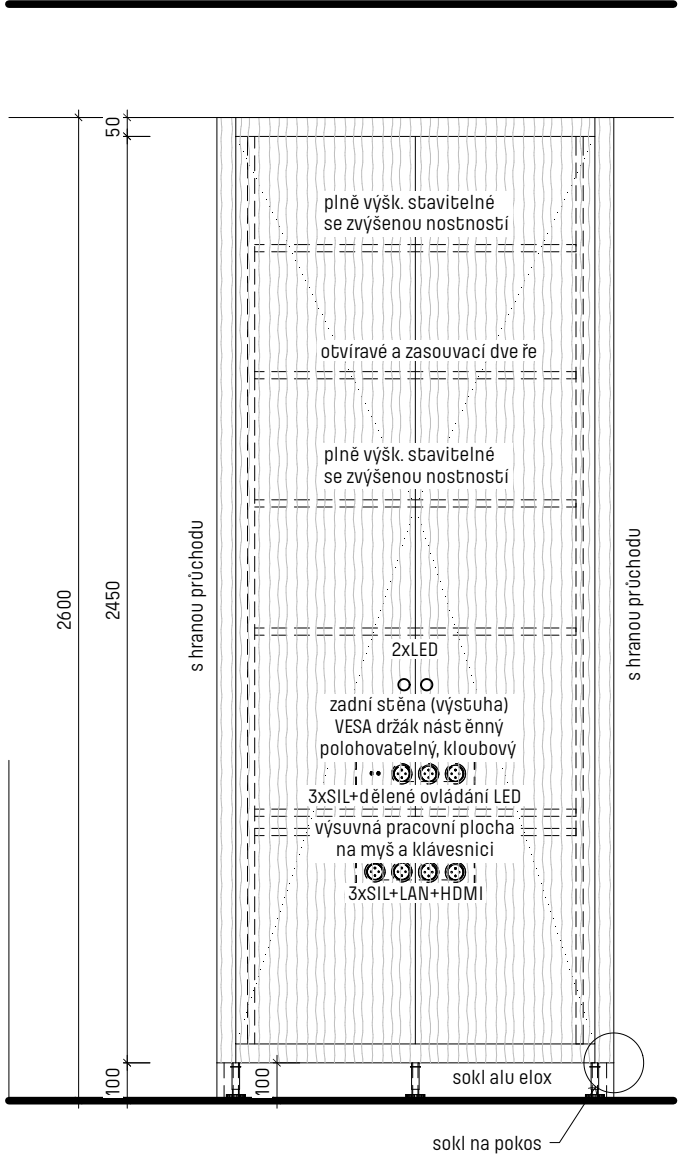 50
plně výšk. stavitelné
se zvýšenou nostností
otvíravé a zasouvací dveře
plně výšk. stavitelné
se zvýšenou nostností
2600
2450
s hranou průchodu
s hranou průchodu
2xLED
zadní stěna (výstuha)
VESA držák nástěnný
polohovatelný, kloubový
3xSIL+dělené ovládání LED
výsuvná pracovní plocha
na myš a klávesnici
3xSIL+LAN+HDMI
100
100
sokl alu elox
sokl na pokos